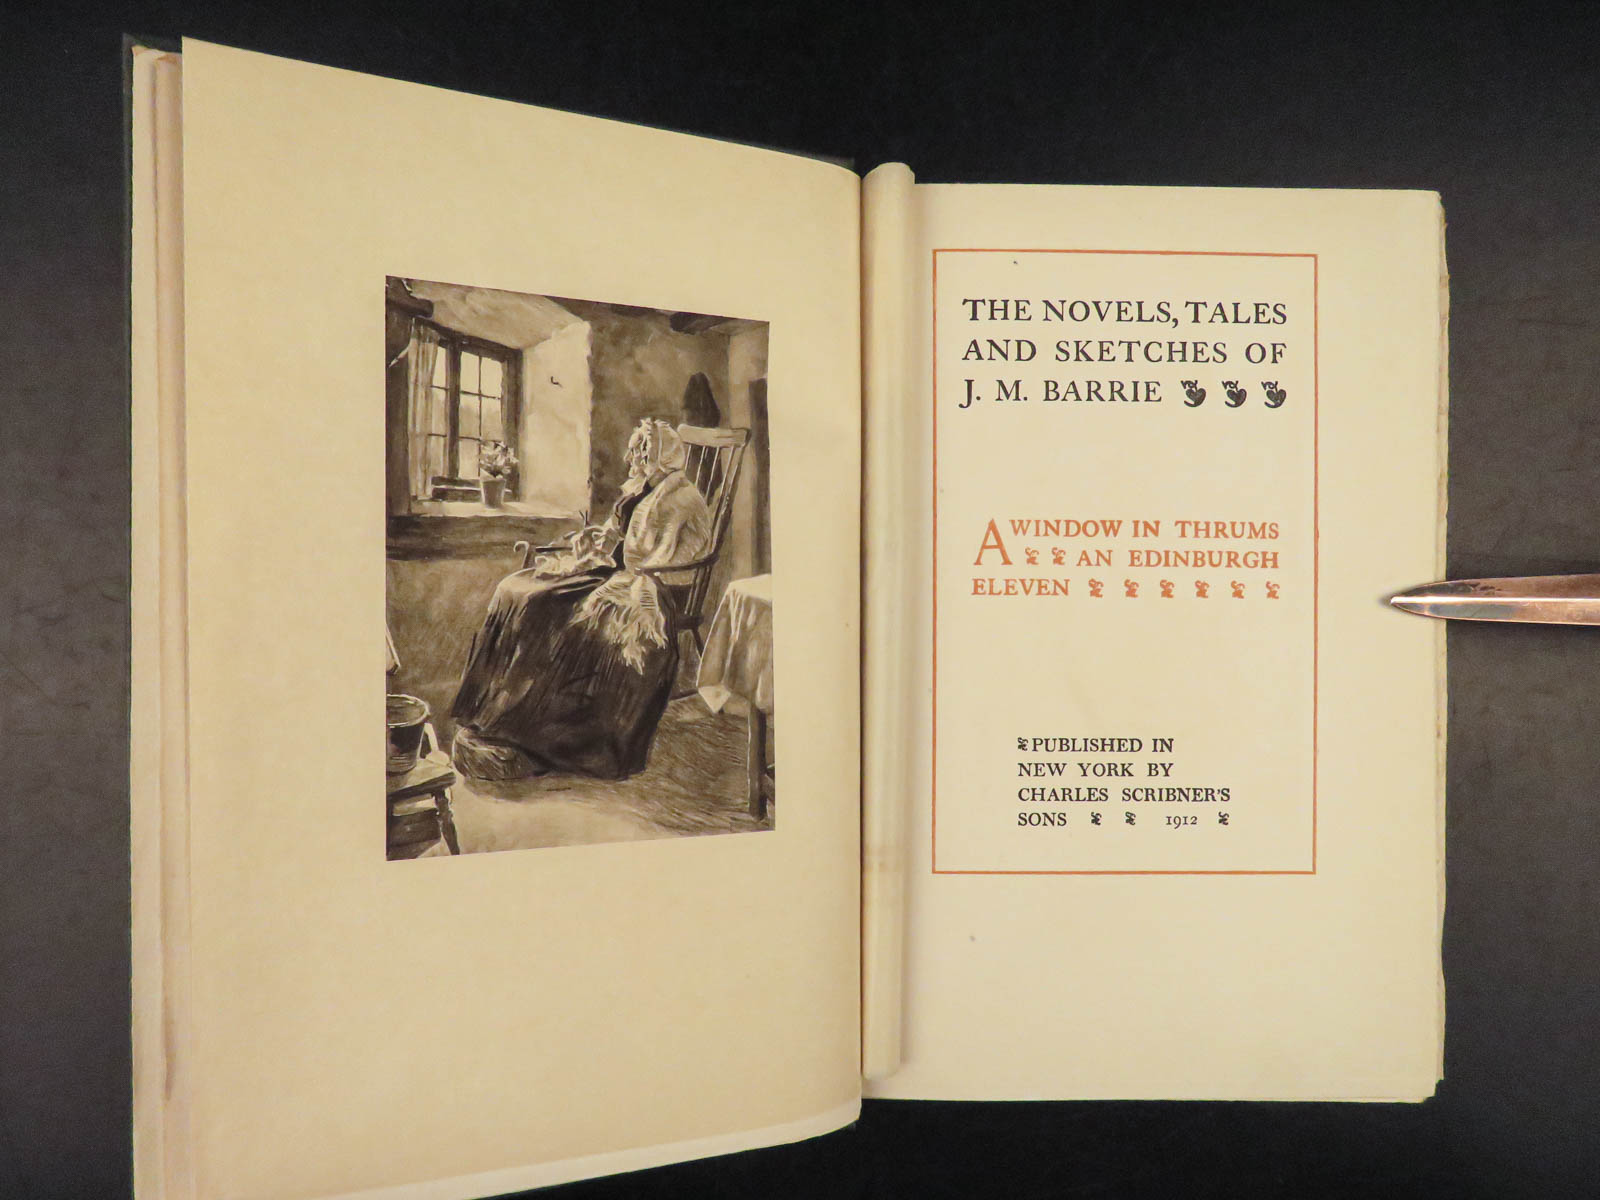 THE NOVELS, TALES
AND SKETCHES OF
J. M. BARRIE
A WINDOW IN THRUMS
AN EDINBURGH
ELEVEN
PUBLISHED IN
NEW YORK BY
CHARLES SCRIBNER'S
SONS 1912